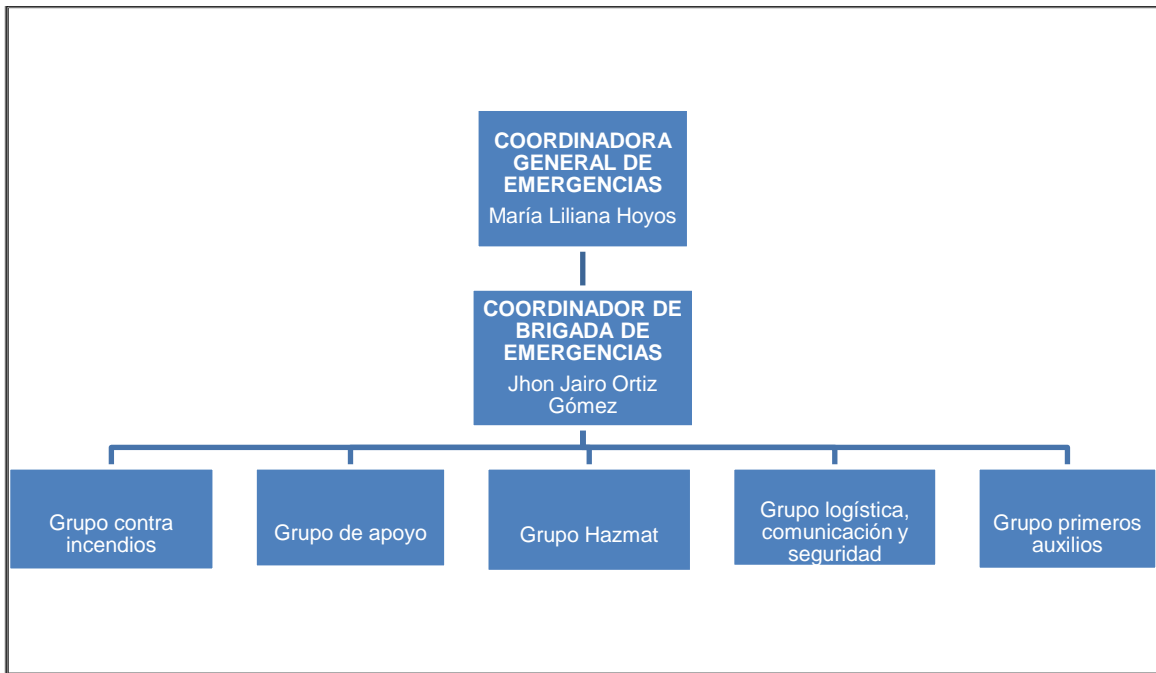 COORDINADORA
GENERAL DE
EMERGENCIAS
María Liliana Hoyos
COORDINADOR DE
BRIGADA DE
EMERGENCIAS
Jhon Jairo Ortiz
Gómez
Grupo contra
incendios
Grupo de apoyo
Grupo Hazmat
Grupo logística,
comunicación y
seguridad
Grupo primeros
auxilios